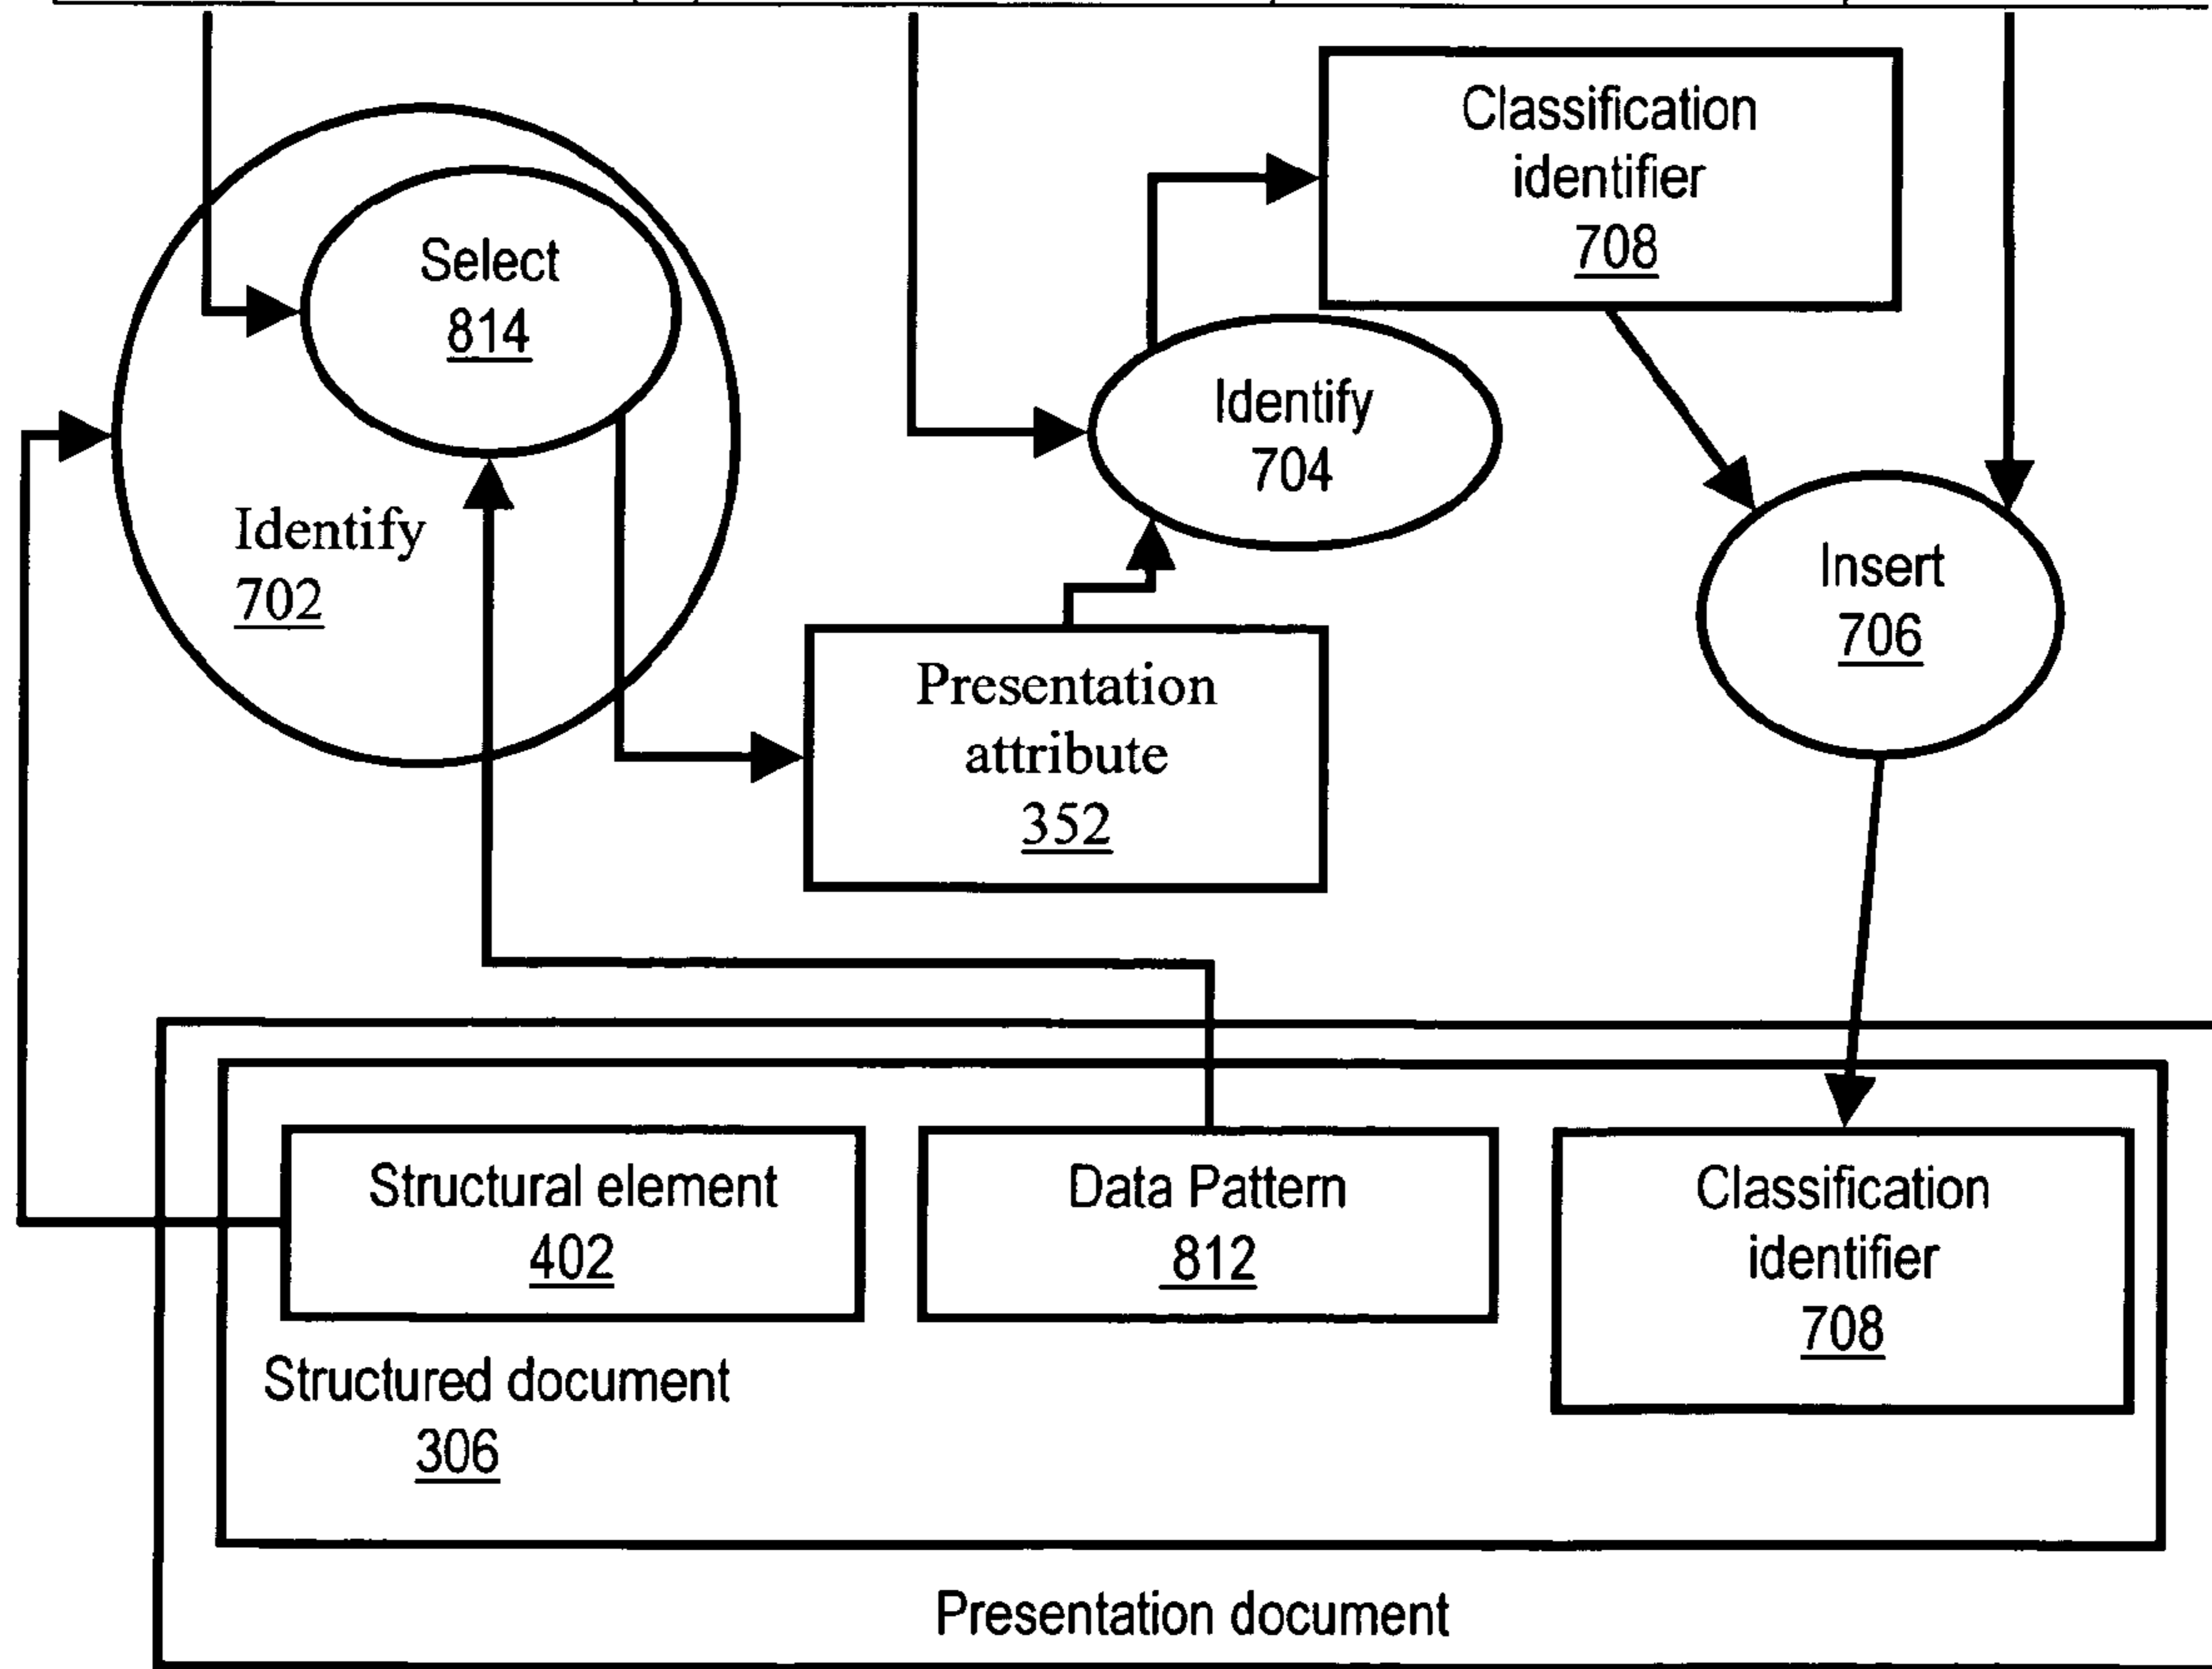 Classification
identifier
708
Select
814
Identify
704
Identify
702
Insert
706
Presentation
attribute
352
Structural element
402
Data Pattern
812
Classification
identifier
708
Structured document
306
Presentation document